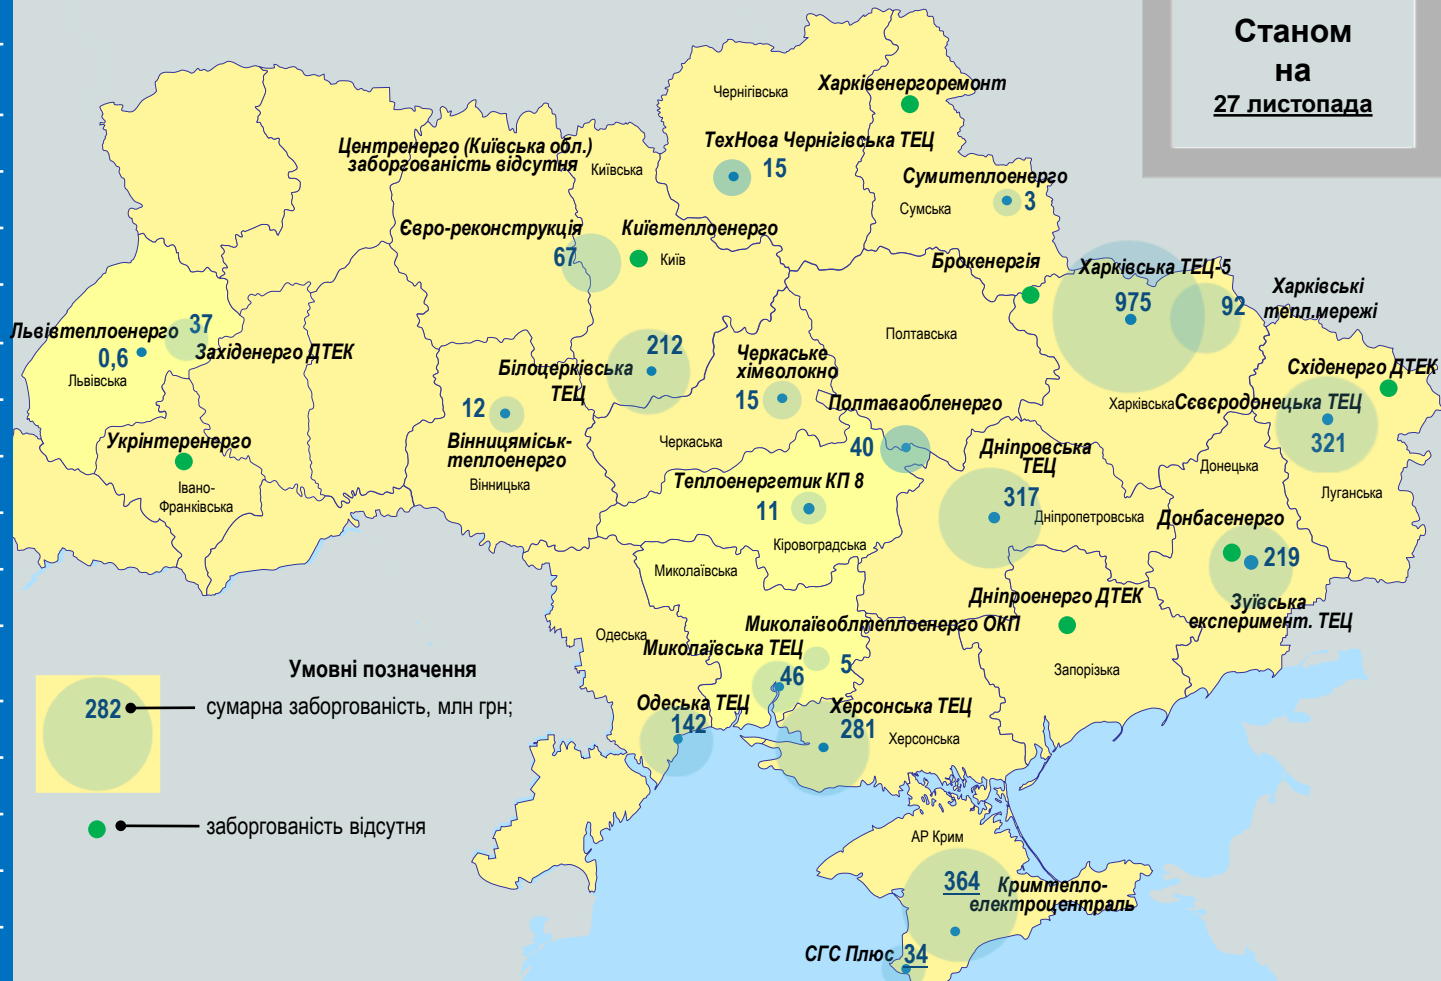 Станом
на
27 листопада
Чернігівська
Харківенергоремонт
Центренерго (Київська обл.)
заборгованість відсутня
Київська
ТехНова Чернігівська ТЕЦ
15
Сумитеплоенерго
Сумська
3
Євро-реконструкція
67
Київтеплоенерго
Київ
Брокенергія
Харківська ТЕЦ-5
975
92
Харківські
тепл.мережі
Львівтеплоенерго
0,6
37
Західенерго ДТЕК
Львівська
Полтавська
Білоцерківська
ТЕЦ
212
Черкаське
хімволокно
15
Східенерго ДТЕК
Харківська
Сєвєродонецька ТЕЦ
321
12
Вінницяміськ-
теплоенерго
Вінницька
Полтаваобленерго
40
Укрінтеренерго
Івано-
Франківська
Черкаська
Дніпровська
ТЕЦ
317
Дніпропетровська
Донецька
Луганська
Теплоенергетик КП 8
11
Кіровоградська
Донбасенерго
219
Зуївська
експеримент. ТЕЦ
Миколаївська
Дніпроенерго ДТЕК
Запорізька
Одеська
Миколаївоблтеплоенерго ОКП
5
Миколаївська ТЕЦ
46
Одеська ТЕЦ
142
Херсонська ТЕЦ
281
Херсонська
Умовні позначення
282
сумарна заборгованість, млн грн;
заборгованість відсутня
АР Крим
364
Кримтепло-
електроцентраль
СГС Плюс
34